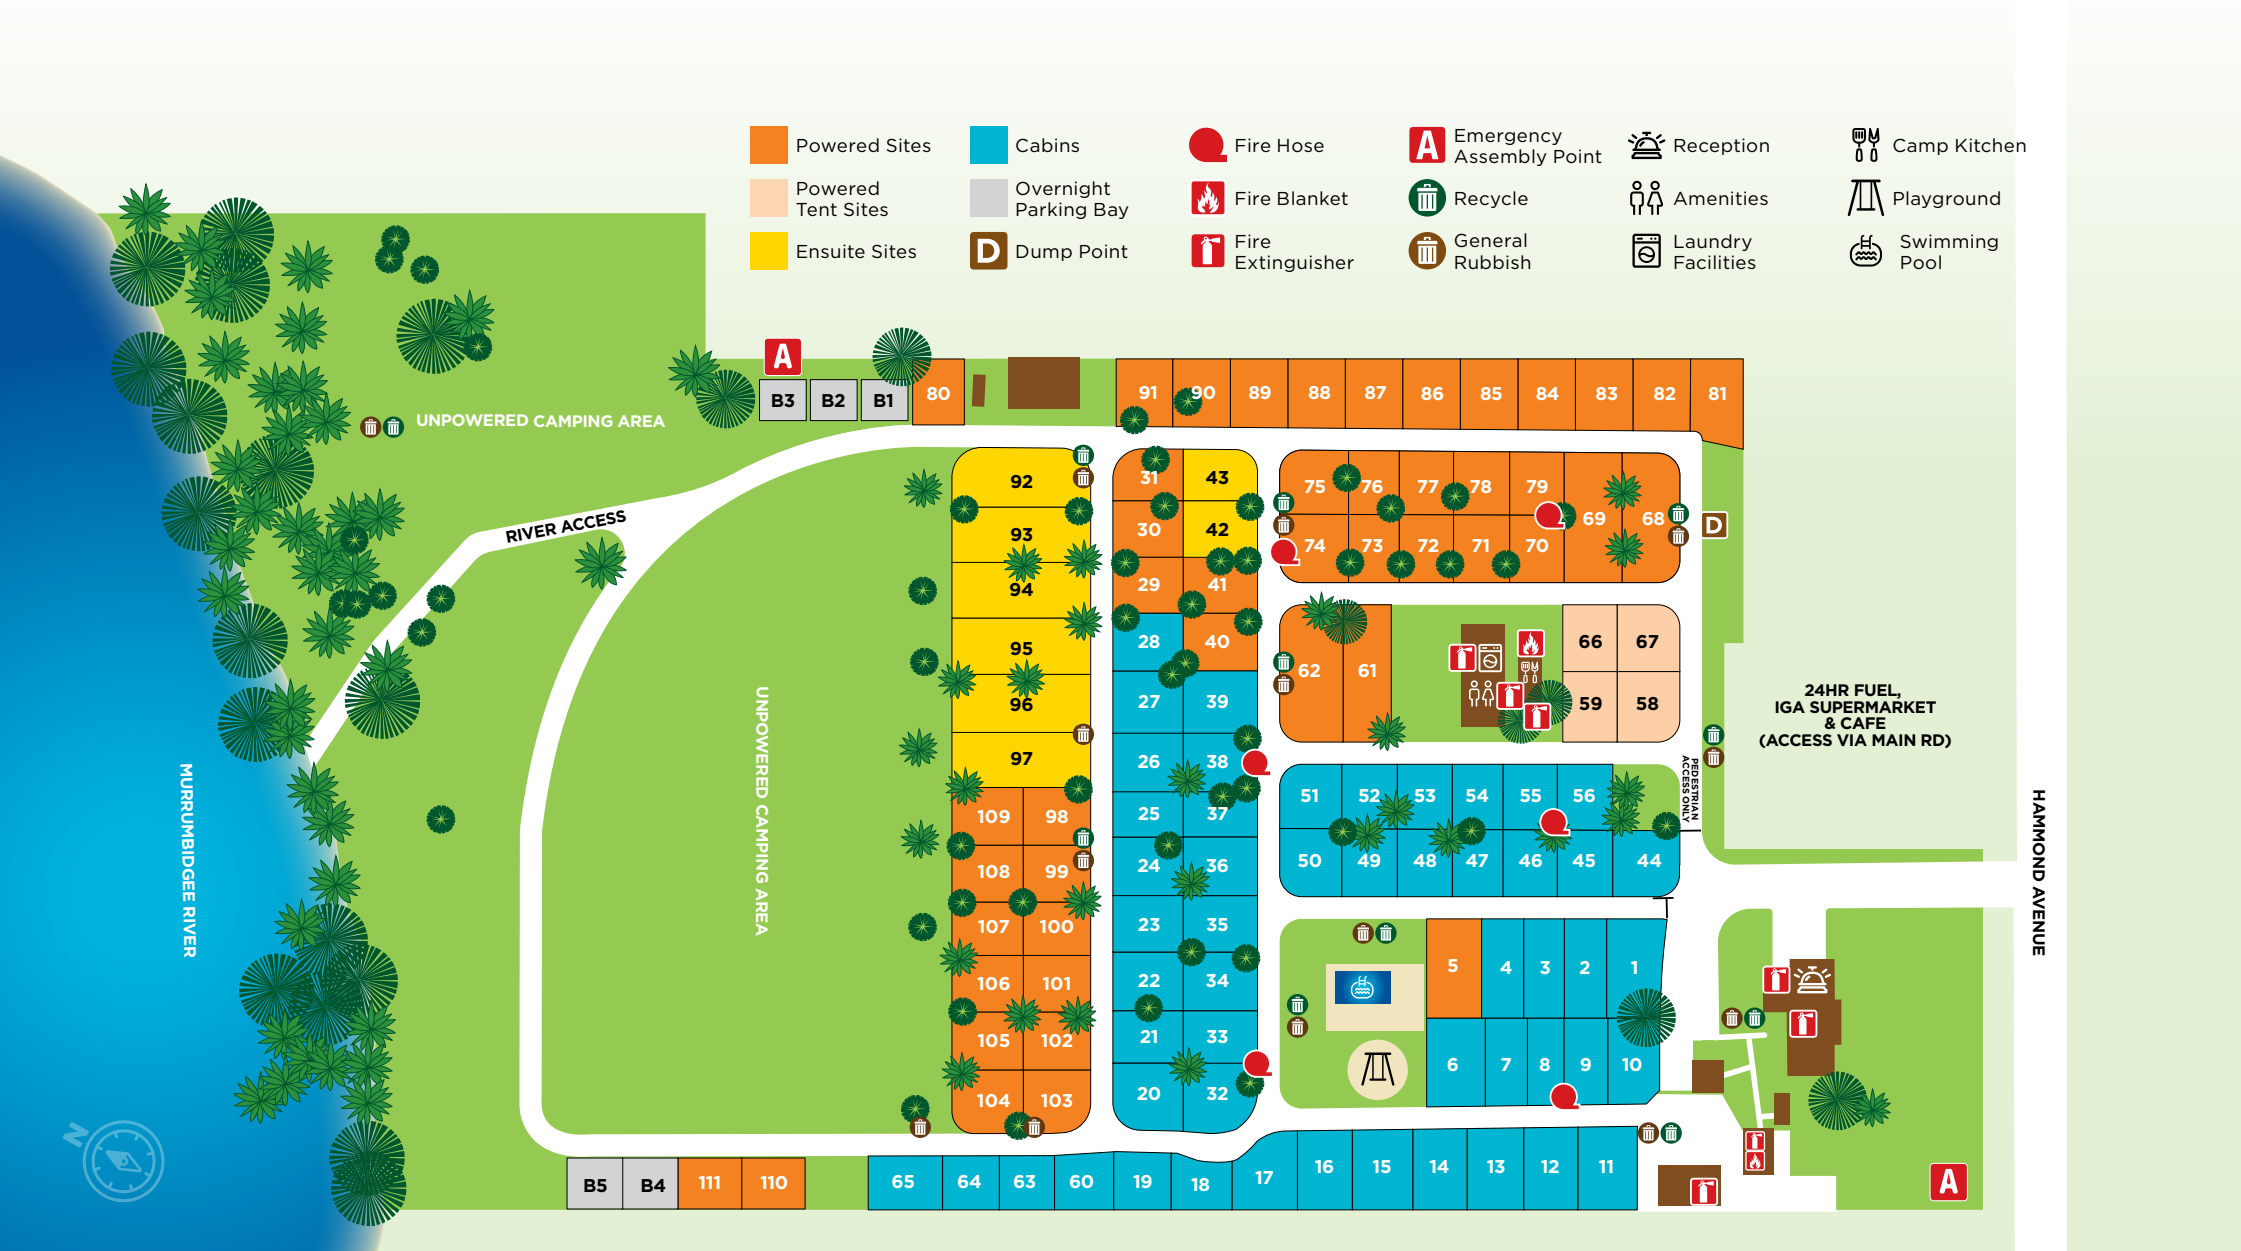 Powered Sites
Cabins
Fire Hose
A
Emergency
Assembly Point
Reception
Camp Kitchen
Powered
Tent Sites
Overnight
Parking Bay
Fire Blanket
Recycle
Amenities
Playground
Ensuite Sites
D
Dump Point
Fire
Extinguisher
General
Rubbish
Laundry
Facilities
Swimming
Pool
A
B3 B2 B1 80 91 90 89 88 87 86 85 84 83 82 81
UNPOWERED CAMPING AREA
RIVER ACCESS
92
93
94
95
96
97
109 98
108 99
107 100
106 101
105 102
104 103
31 43
30 42
29 41
28 40
27 39
26 38
25 37
24 36
23 35
22 34
21 33
20 32
75 76 77 78 79 69 68
74 73 72 71 70
D
62 61 66 67
59 58
24HR FUEL,
IGA SUPERMARKET
& CAFE
(ACCESS VIA MAIN RD)
PEDESTRIAN
ACCESS ONLY
51 52 53 54 55 56
50 49 48 47 46 45 44
5 4 3 2 1
6 7 8 9 10
UNPOWERED CAMPING AREA
MURRUMBIDGEE RIVER
HAMMOND AVENUE
N
B5 B4 111 110 65 64 63 60 19 18 17 16 15 14 13 12 11
A